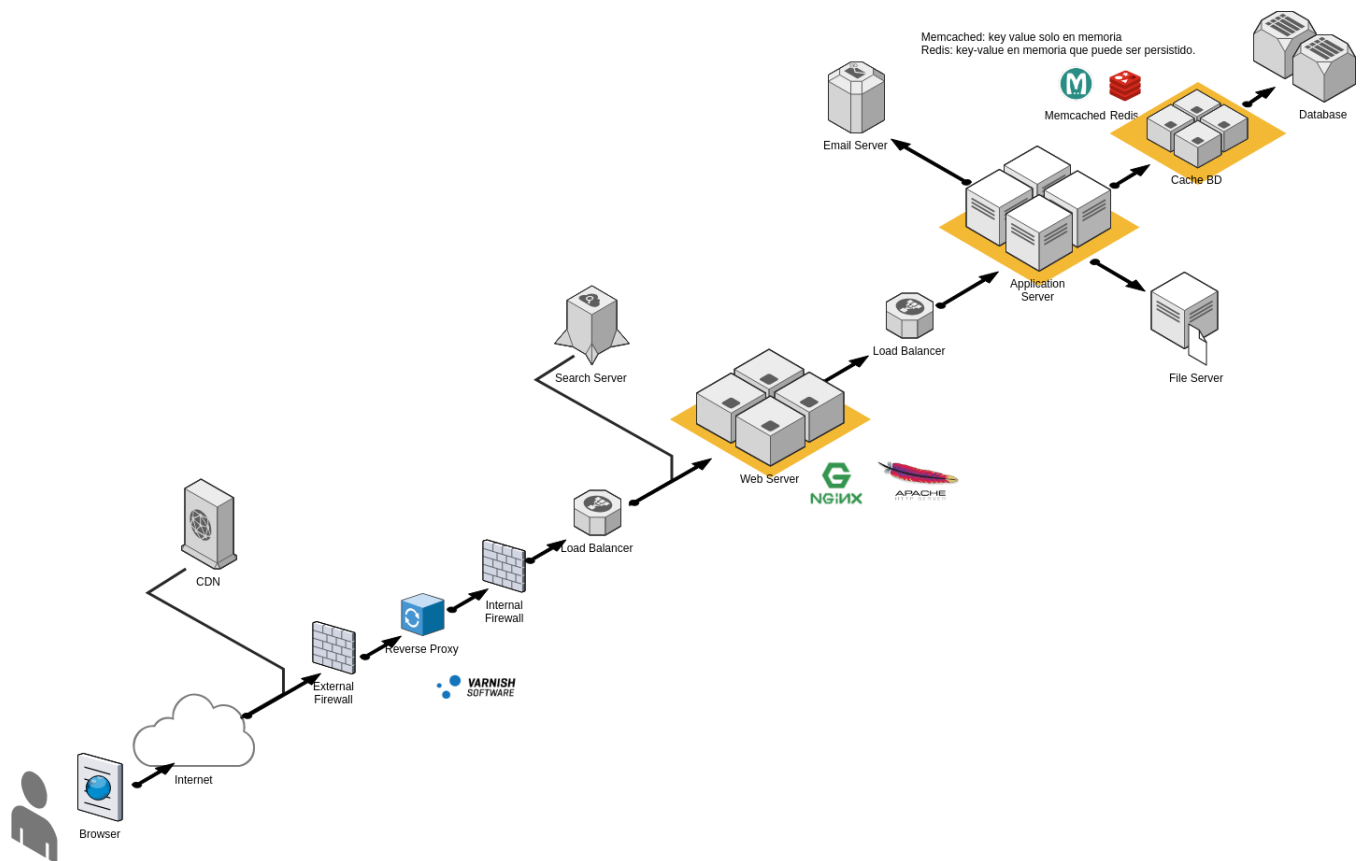 Memcached: key value solo en memoria
Redis: key-value en memoria que puede ser persistido.
Memcached
Redis
Database
Email Server
Cache BD
Application
Server
Load Balancer
File Server
Search Server
Web Server
NGiNX
APACHE
HTTP SERVER
CDN
Load Balancer
Internal
Firewall
Reverse Proxy
VARNISH
SOFTWARE
External
Firewall
Internet
Browser